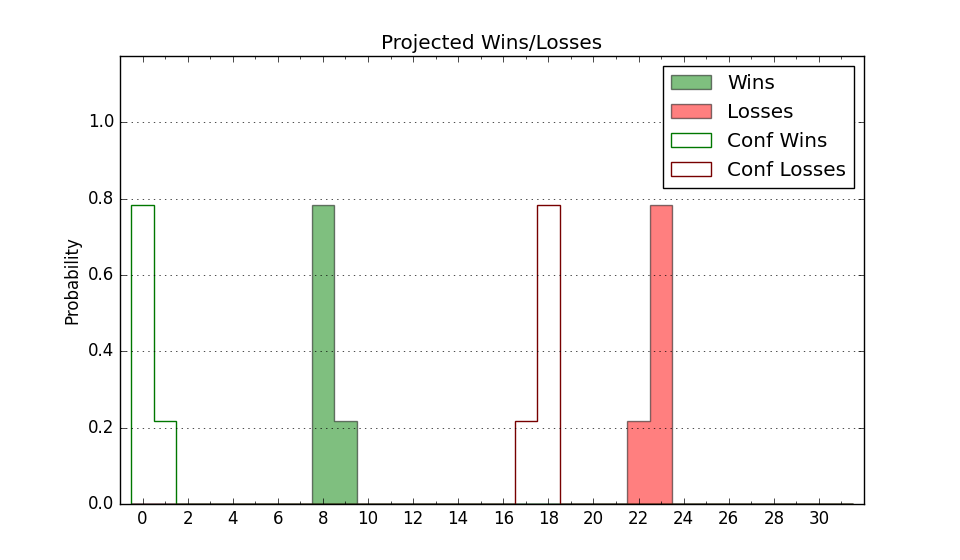 Projected Wins/Losses
Wins
Losses
Conf Wins
Conf Losses
Probability
1.0
0.8
0.6
0.4
0.2
0.0
0 2 4 6 8 10 12 14 16 18 20 22 24 26 28 30